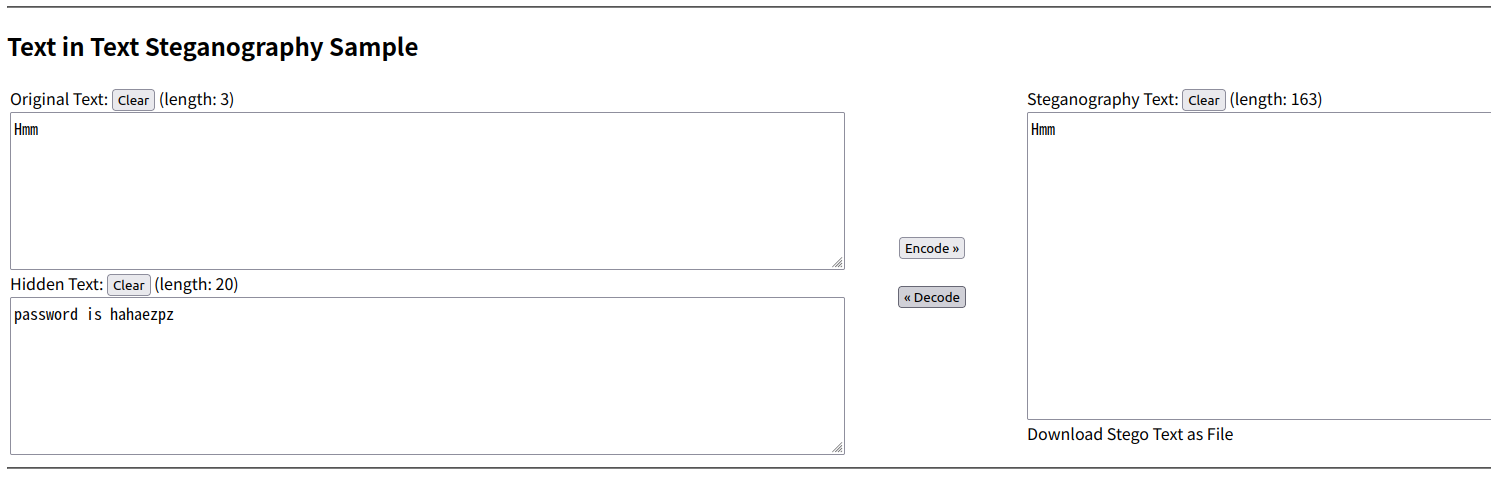 Text in Text Steganography Sample
Original Text: Clear (length: 3)
Hmm
Hidden Text: Clear (length: 20)
password is hahaezpz
Encode »
« Decode
Steganography Text: Clear (length: 163)
Hmm
Download Stego Text as File